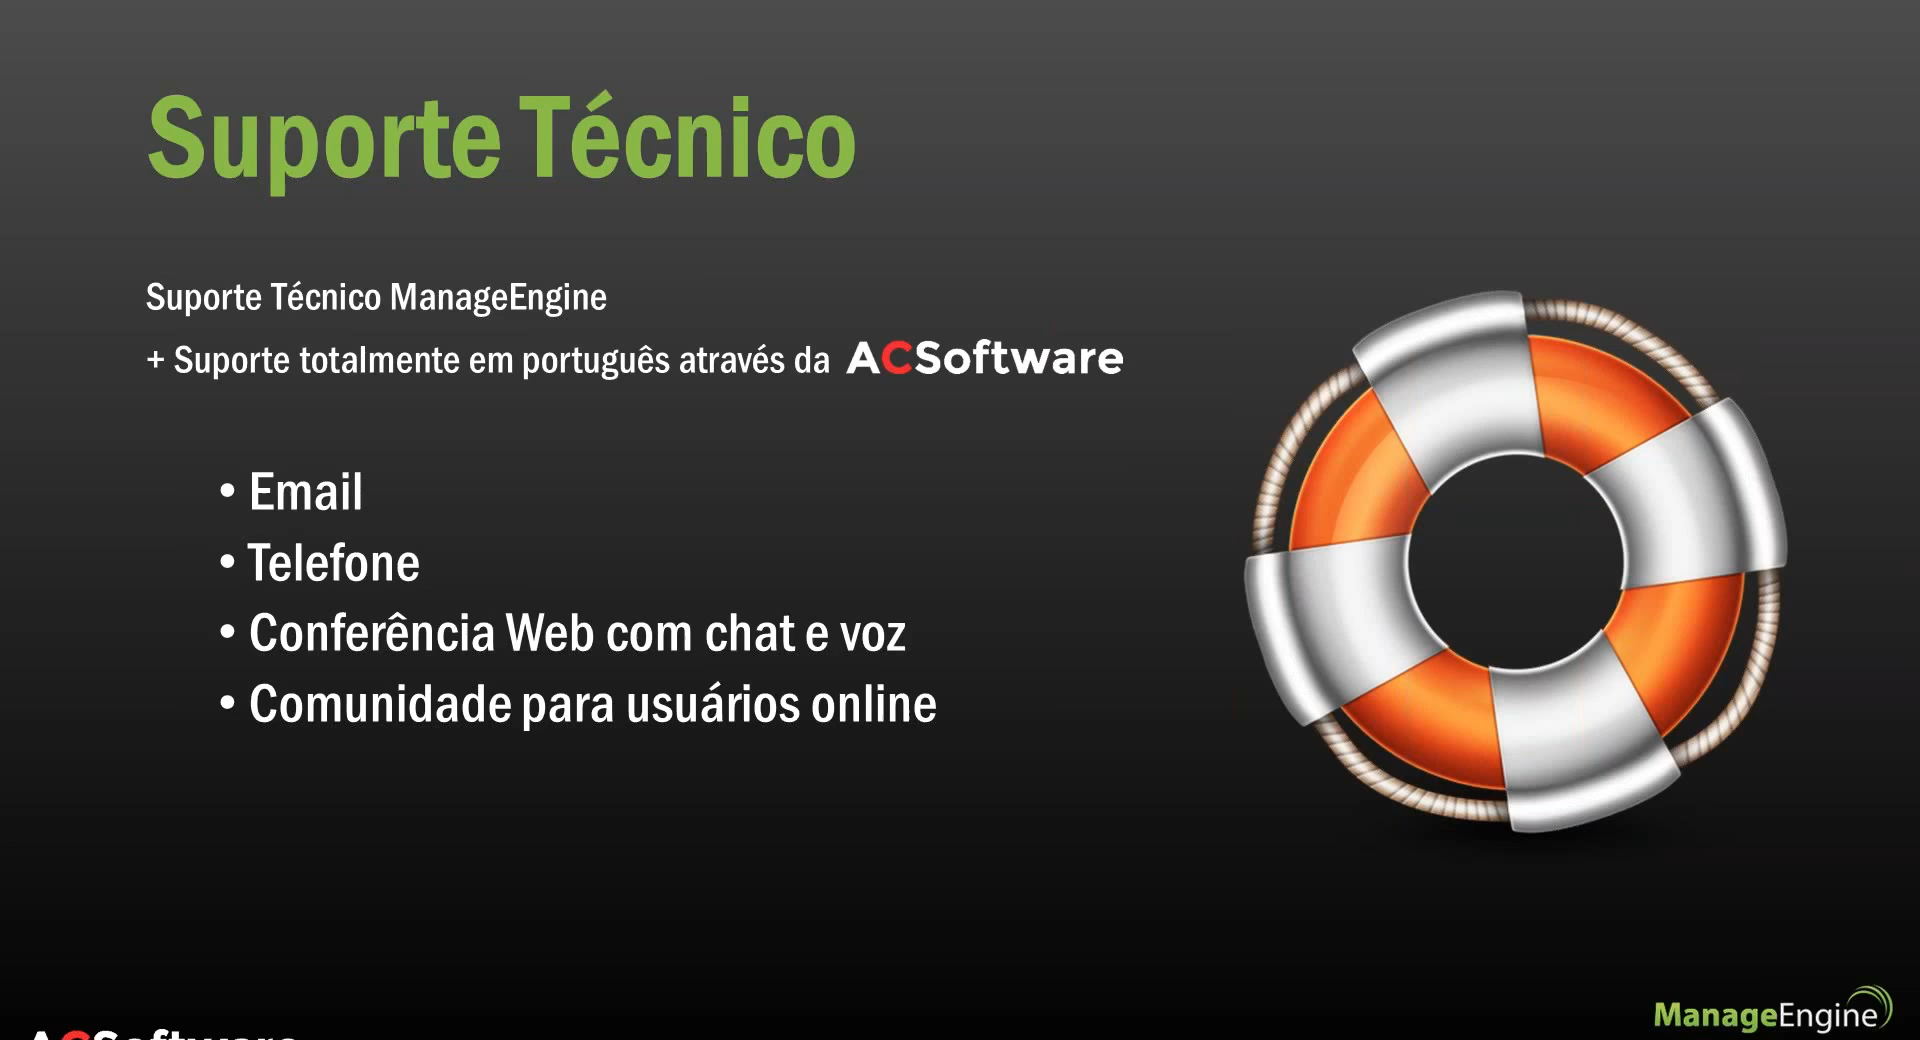 Suporte Técnico
Suporte Técnico ManageEngine
+ Suporte totalmente em português através da ACSoftware
• Email
• Telefone
• Conferência Web com chat e voz
• Comunidade para usuários online
ACSoftware
ManageEngine